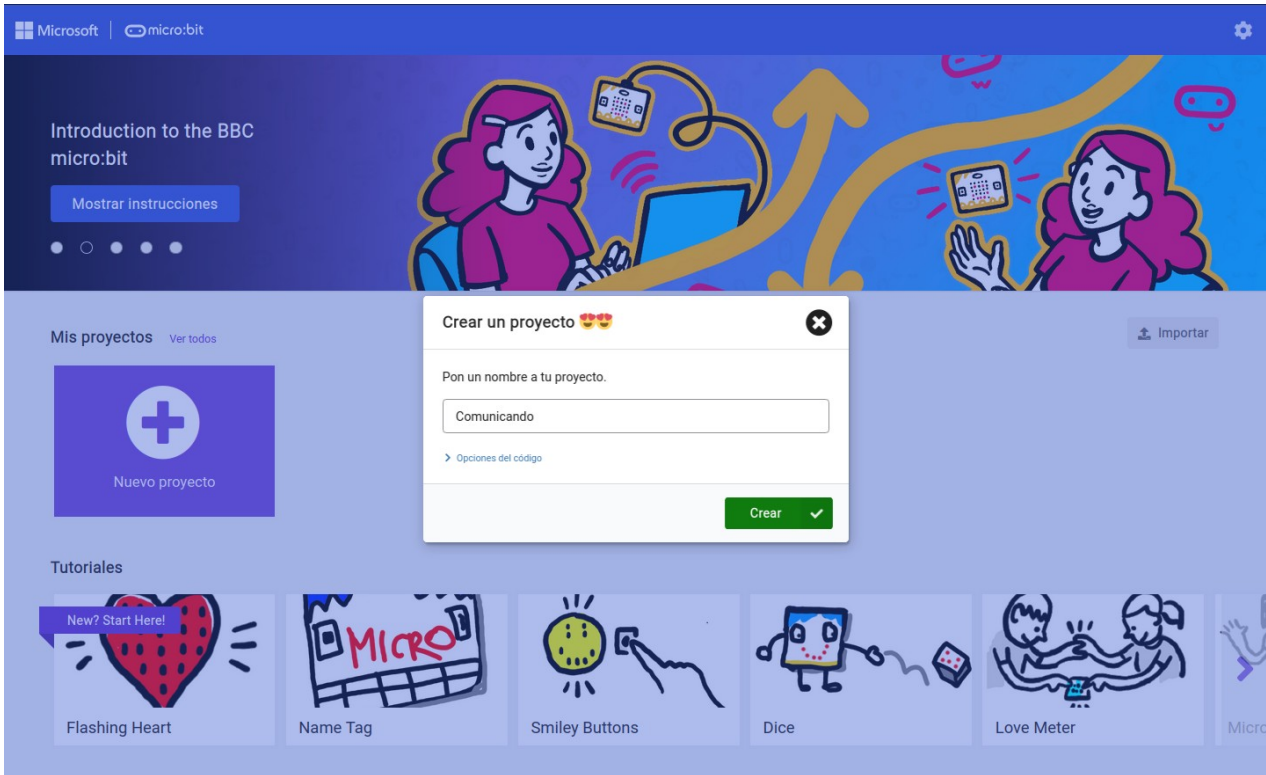 Microsoft | micro:bit
Introduction to the BBC
micro:bit
Mostrar instrucciones
Mis proyectos Ver todos
Importar
Nuevo proyecto
Crear un proyecto 😍😍
Pon un nombre a tu proyecto.
Comunicando
Opciones del código
Crear
Tutoriales
New? Start Here!
MICRO
Flashing Heart
Name Tag
Smiley Buttons
Dice
Love Meter
Micro